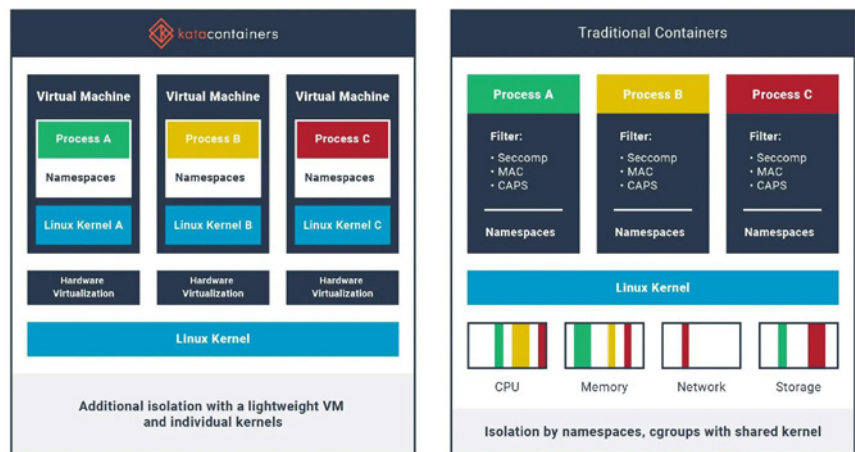 katacontainers
Virtual Machine
Process A
Namespaces
Linux Kernel A
Virtual Machine
Process B
Namespaces
Linux Kernel B
Virtual Machine
Process C
Namespaces
Linux Kernel C
Hardware
Virtualization
Hardware
Virtualization
Hardware
Virtualization
Linux Kernel
Additional isolation with a lightweight VM
and individual kernels
Traditional Containers
Process A
Filter:
• Seccomp
• MAC
• CAPS
Namespaces
Process B
Filter:
• Seccomp
• MAC
• CAPS
Namespaces
Process C
Filter:
• Seccomp
• MAC
• CAPS
Namespaces
Linux Kernel
CPU
Memory
Network
Storage
Isolation by namespaces, cgroups with shared kernel